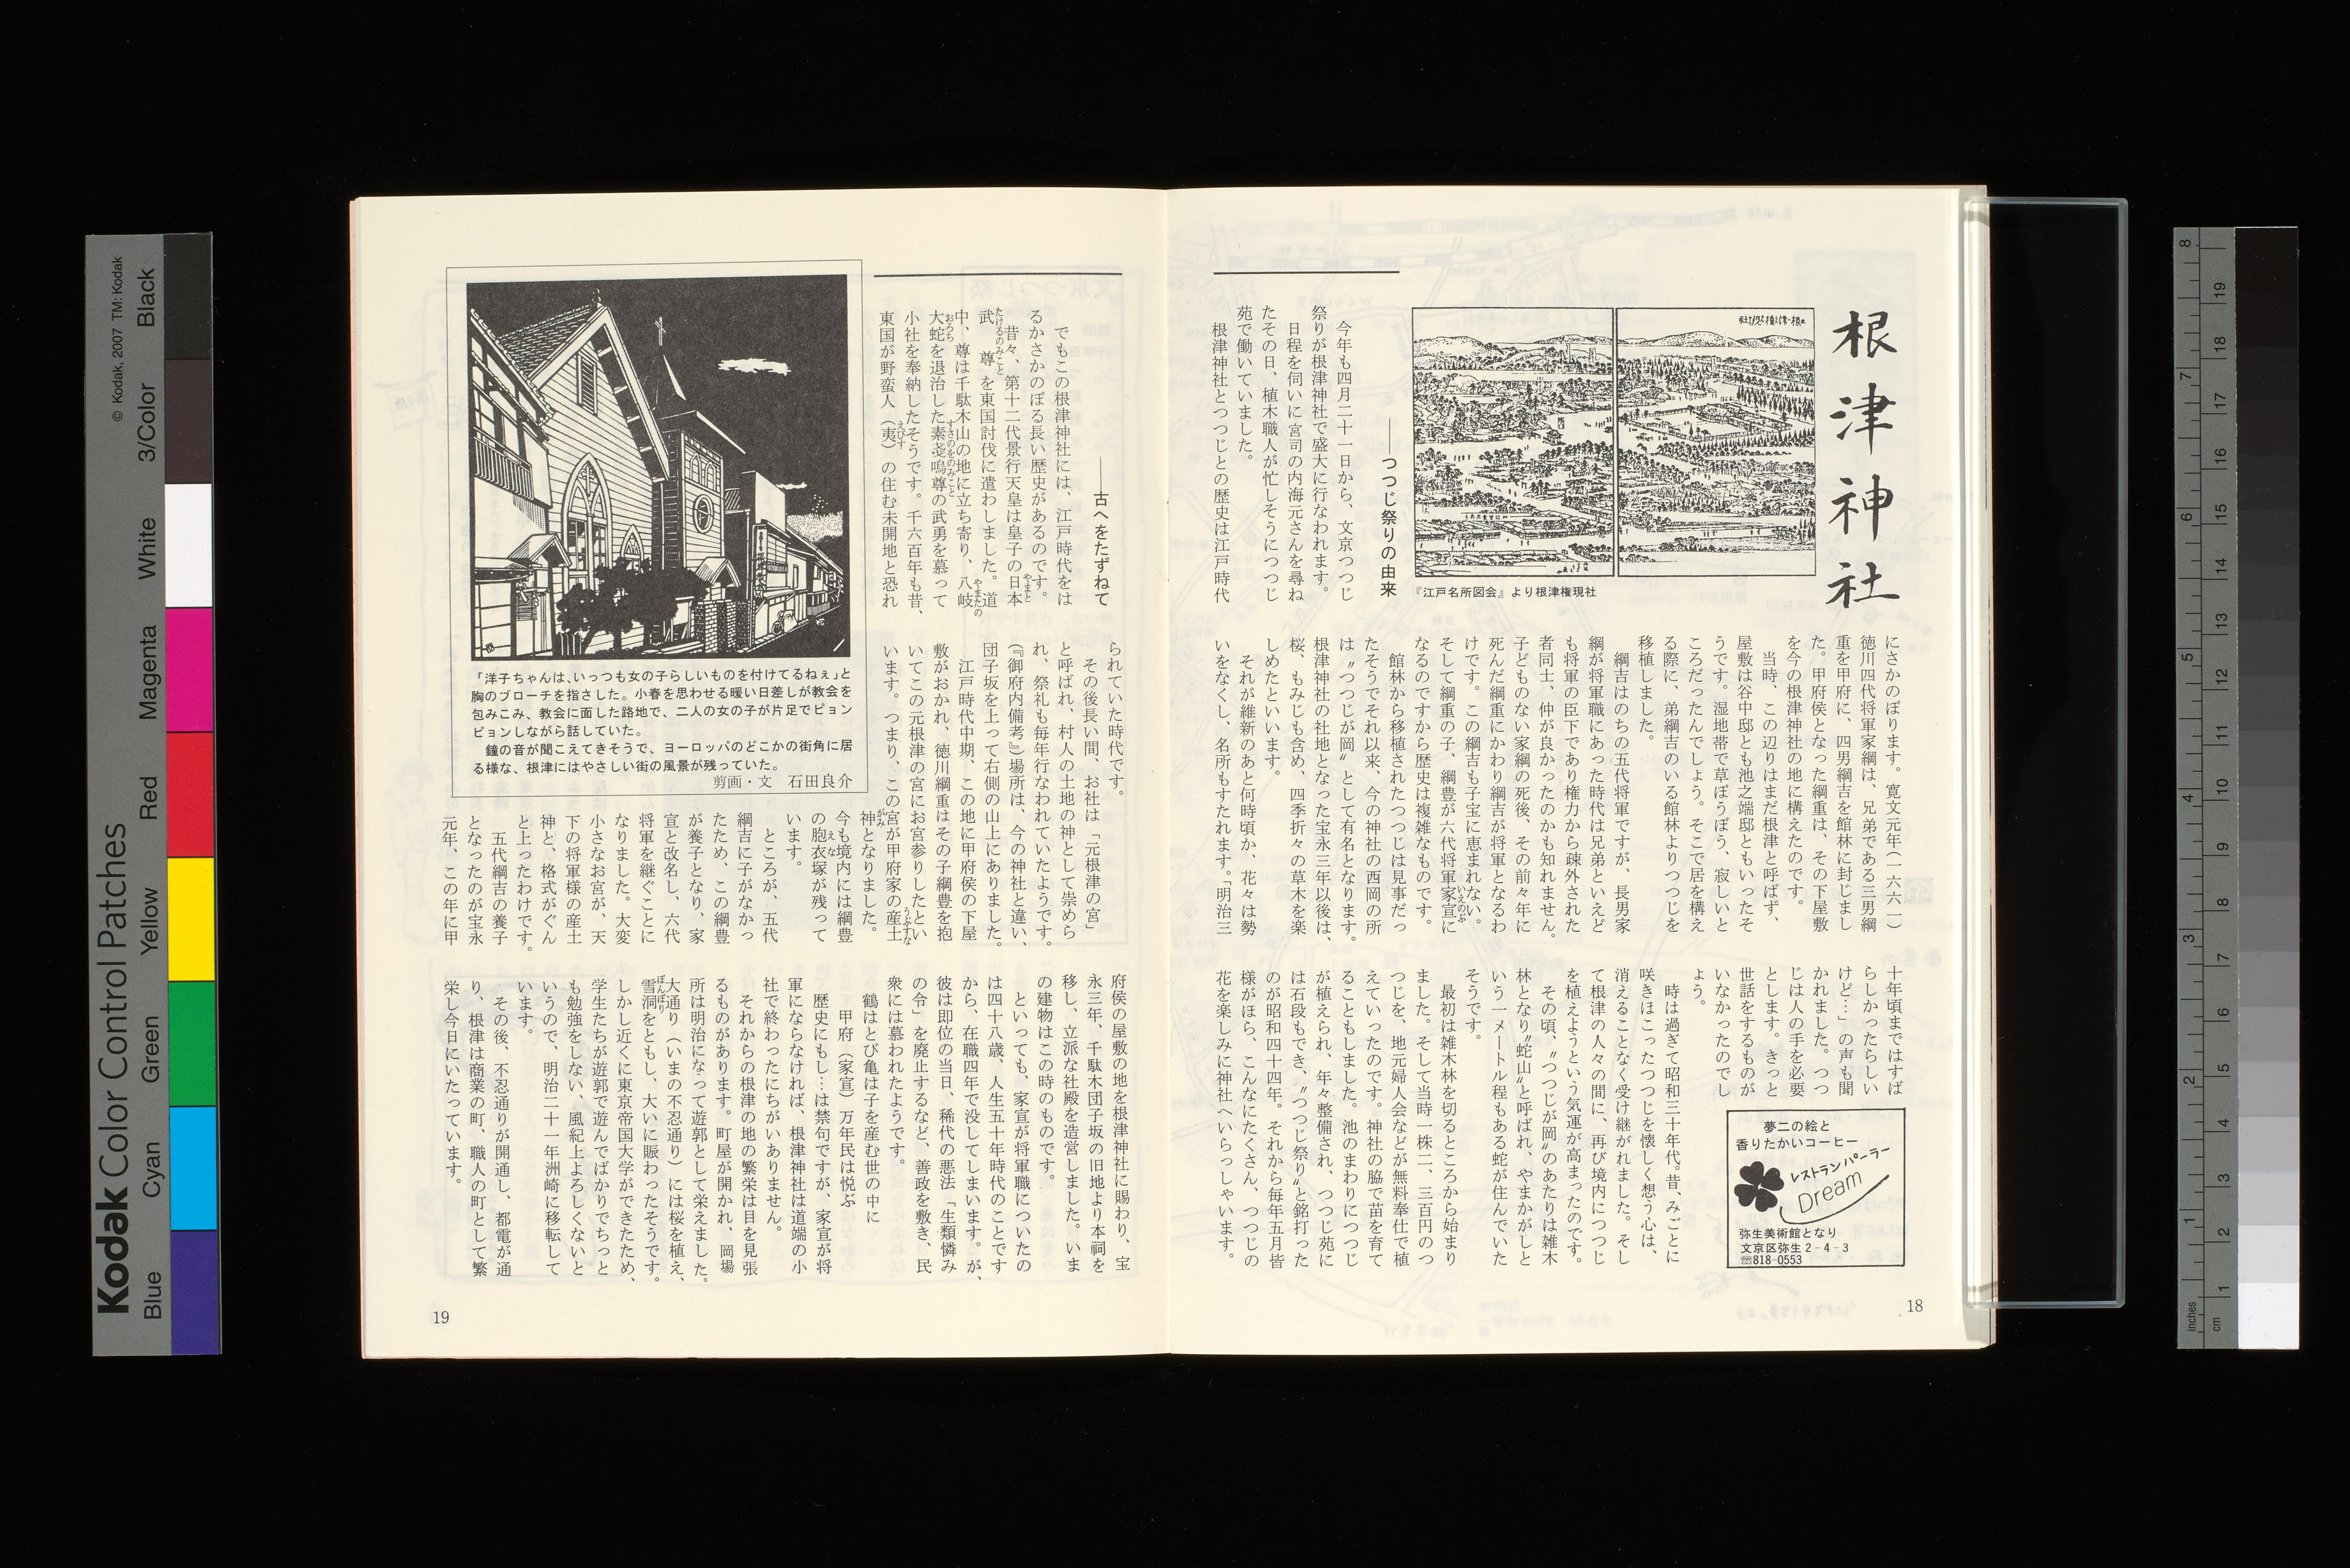 根津神社
『江戸名所図会』より根津権現社
――つつじ祭りの由来
今年も四月二十一日から、文京つつじ
祭りが根津神社で盛大に行なわれます。
日程を伺いに宮司の内海元さんを尋ね
たその日、植木職人が忙しそうにつつじ
苑で働いていました。
根津神社とつつじとの歴史は江戸時代
にさかのぼります。寛文元年（一六六一）
徳川四代将軍家綱は、兄弟である三男綱
重を甲府に、四男綱吉を館林に封じまし
た。甲府侯となった綱重は、その下屋敷
を今の根津神社の地に構えたのです。
当時、この辺りはまだ根津と呼ばず、
屋敷は谷中邸とも池之端邸ともいったそ
うです。湿地帯で草ぼうぼう、寂しいと
ころだったんでしょう。そこで居を構え
る際に、弟綱吉のいる館林よりつつじを
移植しました。
綱吉はのちの五代将軍ですが、長男家
綱が将軍職にあった時代は兄弟といえど
も将軍の臣下であり権力から疎外された
者同士、仲が良かったのかも知れません。
子どものない家綱の死後、その前々年に
死んだ綱重にかわり綱吉が将軍となるわ
けです。この綱吉も子宝に恵まれない。
そして綱重の子、綱豊が六代将軍家宣に
いえのぶ
なるのですから歴史は複雑なものです。
館林から移植されたつつじは見事だっ
たそうでそれ以来、今の神社の西岡の所
は〝つつじが岡〟として有名となります。
根津神社の社地となった宝永三年以後は、
桜、もみじも含め、四季折々の草木を楽
しめたといいます。
それが維新のあと何時頃か、花々は勢
いをなくし、名所もすたれます。「明治三
十年頃まではすば
らしかったらしい
けど…」の声も聞
かれました。つつ
じは人の手を必要
とします。きっと
世話をするものが
いなかったのでし
ょう。
時は過ぎて昭和三十年代。昔、みごとに
咲きほこったつつじを懐しく想う心は、
消えることなく受け継がれました。そし
て根津の人々の間に、再び境内につつじ
を植えようという気運が高まったのです。
その頃、〝つつじが岡〟のあたりは雑木
林となり〝蛇山〟と呼ばれ、やまかがしと
いう一メートル程もある蛇が住んでいた
そうです。
最初は雑木林を切るところから始まり
ました。そして当時一株二、三百円のつ
つじを、地元婦人会などが無料奉仕で植
えていったのです。神社の脇で苗を育て
ることもしました。池のまわりにつつじ
が植えられ、年々整備され、つつじ苑に
は石段もでき、〝つつじ祭り〟と銘打った
のが昭和四十四年。それから毎年五月皆
様がほら、こんなにたくさん、つつじの
花を楽しみに神社へいらっしゃいます。
夢二の絵と
香りたかいコーヒー
レストランパーラー
Dream
弥生美術館となり
文京区弥生2-4-3
☎818-0553
18
――古へをたずねて
でもこの根津神社には、江戸時代をは
るかさかのぼる長い歴史があるのです。
昔々、第十二代景行天皇は皇子の日本
やまと
武尊を東国討伐に遣わしました。道
たけるのみこと
中、尊は千駄木山の地に立ち寄り、八岐
やまたの
大蛇を退治した素戔嗚尊の武勇を慕って
おろち
すさのをのみこと
小社を奉納したそうです。千六百年も昔、
東国が野蛮人（夷）の住む未開地と恐れ
えびす
られていた時代です。
その後長い間、お社は「元根津の宮」
と呼ばれ、村人の土地の神として崇めら
れ、祭礼も毎年行なわれていたようです。
（『御府内備考』）場所は、今の神社と違い、
団子坂を上って右側の山上にありました。
江戸時代中期、この地に甲府侯の下屋
敷がおかれ、徳川綱重はその子綱豊を抱
いてこの元根津の宮にお宮参りしたとい
います。つまり、この宮が甲府家の産土
うぶすな
神となりました。
がみ
今も境内には綱豊
の胞衣塚が残って
えな
います。
ところが、五代
綱吉に子がなかっ
たため、この綱豊
が養子となり、家
宣と改名し、六代
将軍を継ぐことに
なりました。大変
小さなお宮が、天
下の将軍様の産土
神と、格式がぐん
と上ったわけです。
五代綱吉の養子
となったのが宝永
元年、この年に甲
府侯の屋敷の地を根津神社に賜わり、宝
永三年、千駄木団子坂の旧地より本祠を
移し、立派な社殿を造営しました。いま
の建物はこの時のものです。
といっても、家宣が将軍職についたの
は四十八歳、人生五十年時代のことです
から、在職四年で没してしまいます。が、
彼は即位の当日、稀代の悪法「生類憐み
の令」を廃止するなど、善政を敷き、民
衆には慕われたようです。
鶴はとび亀は子を産む世の中に
甲府（家宣）万年民は悦ぶ
歴史にもし…は禁句ですが、家宣が将
軍にならなければ、根津神社は道端の小
社で終わったにちがいありません。
それからの根津の地の繁栄は目を見張
るものがあります。町屋が開かれ、岡場
所は明治になって遊郭として栄えました。
大通り（いまの不忍通り）には桜を植え、
雪洞をともし、大いに賑わったそうです。
ぼんぼり
しかし近くに東京帝国大学ができたため、
学生たちが遊郭で遊んでばかりでちっと
も勉強をしない、風紀上よろしくないと
いうので、明治二十一年洲崎に移転して
います。
その後、不忍通りが開通し、都電が通
り、根津は商業の町、職人の町として繁
栄し今日にいたっています。
「洋子ちゃんは、いっつも女の子らしいものを付けてるねぇ」と
胸のブローチを指さした。小春を思わせる暖い日差しが教会を
包みこみ、教会に面した路地で、二人の女の子が片足でピョン
ピョンしながら話していた。
鐘の音が聞こえてきそうで、ヨーロッパのどこかの街角に居
る様な、根津にはやさしい街の風景が残っていた。
剪画・文　石田良介
19
Kodak Color Control Patches
© Kodak, 2007 TM: Kodak
Blue Cyan Green Yellow Red Magenta White 3/Color Black
inches 1 2 3 4 5 6 7 8
cm 1 2 3 4 5 6 7 8 9 10 11 12 13 14 15 16 17 18 19